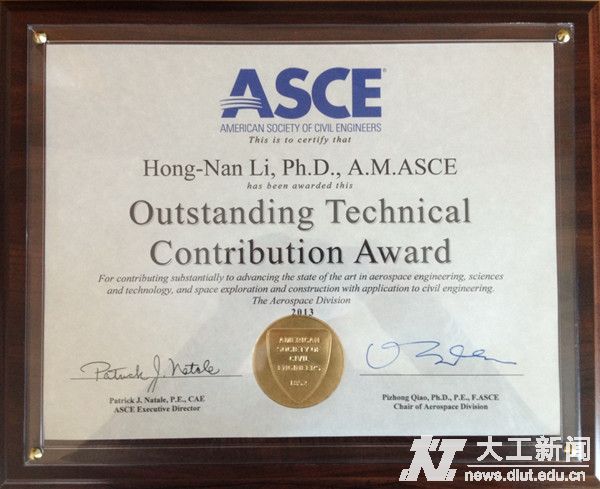 ASCE
AMERICAN SOCIETY OF CIVIL ENGINEERS
This is to certify that
Hong-Nan Li, Ph.D., A.M.ASCE
has been awarded this
Outstanding Technical
Contribution Award
For contributing substantially to advancing the state of the art in aerospace engineering, sciences
and technology, and space exploration and construction with application to civil engineering.
The Aerospace Division
2013
AMERICAN
SOCIETY OF
CIVIL
ENGINEERS
1852
Patrick J. Natale
Patrick J. Natale, P.E., CAE
ASCE Executive Director
Pizhong Qiao, Ph.D., P.E., F.ASCE
Chair of Aerospace Division
大工新闻
news.dlut.edu.cn